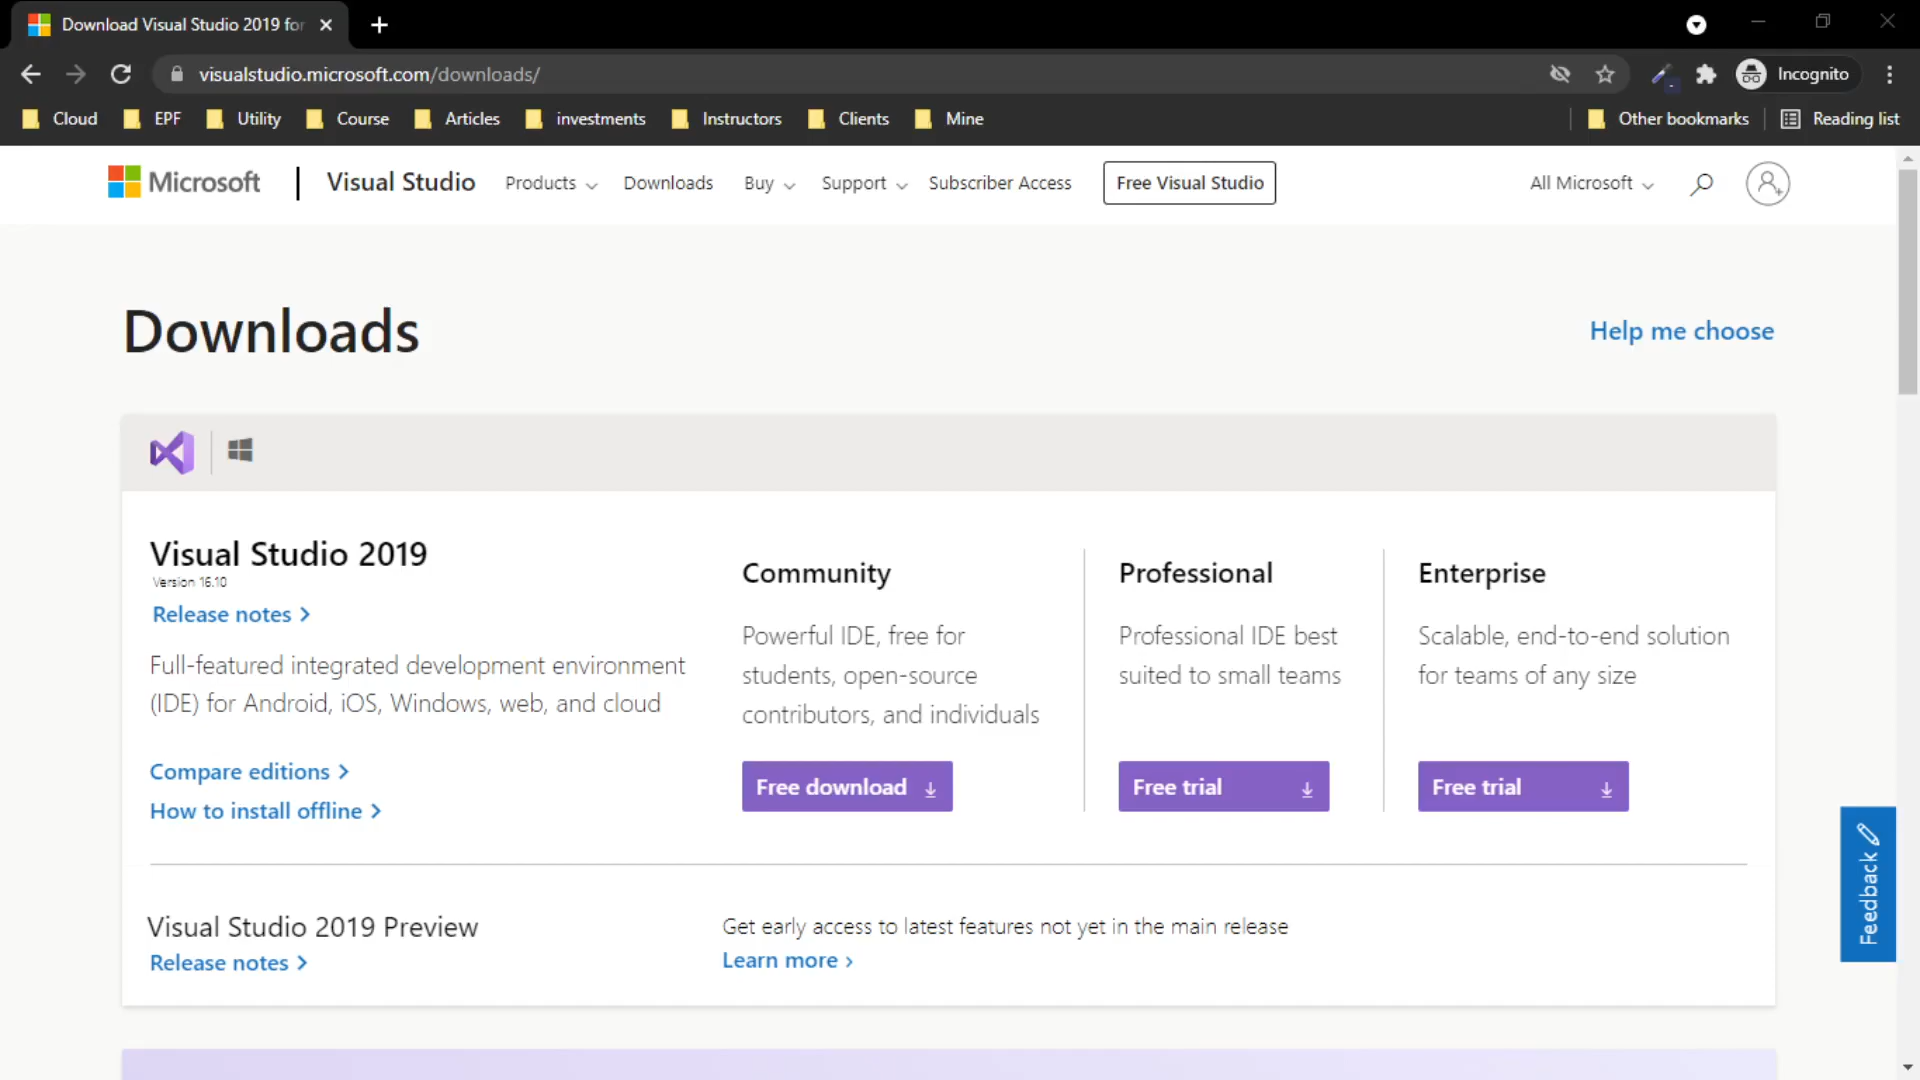 Download Visual Studio 2019 for
visualstudio.microsoft.com/downloads/
Incognito
Cloud
EPF
Utility
Course
Articles
investments
Instructors
Clients
Mine
Other bookmarks
Reading list
Microsoft
Visual Studio
Products
Downloads
Buy
Support
Subscriber Access
Free Visual Studio
All Microsoft
Downloads
Help me choose
Visual Studio 2019
Version 16.10
Release notes
Full-featured integrated development environment
(IDE) for Android, iOS, Windows, web, and cloud
Compare editions
How to install offline
Community
Powerful IDE, free for
students, open-source
contributors, and individuals
Free download
Professional
Professional IDE best
suited to small teams
Free trial
Enterprise
Scalable, end-to-end solution
for teams of any size
Free trial
Feedback
Visual Studio 2019 Preview
Release notes
Get early access to latest features not yet in the main release
Learn more